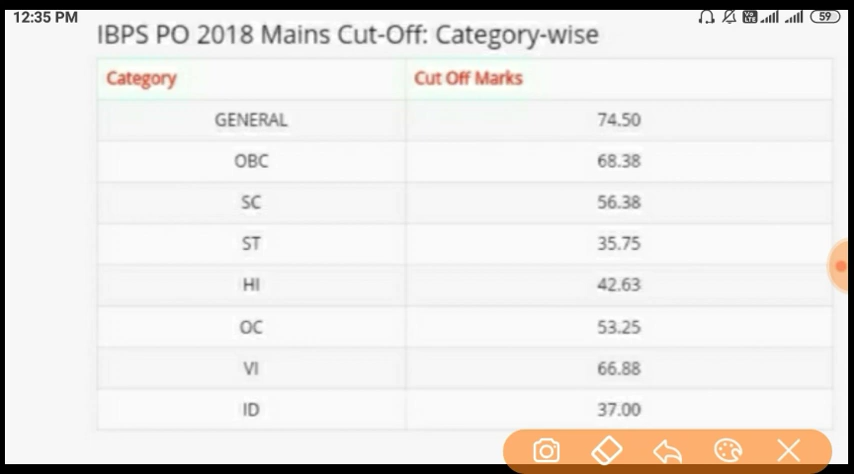 12:35 PM
Vo LTE
59
IBPS PO 2018 Mains Cut-Off: Category-wise
Category Cut Off Marks
GENERAL 74.50
OBC 68.38
SC 56.38
ST 35.75
HI 42.63
OC 53.25
VI 66.88
ID 37.00